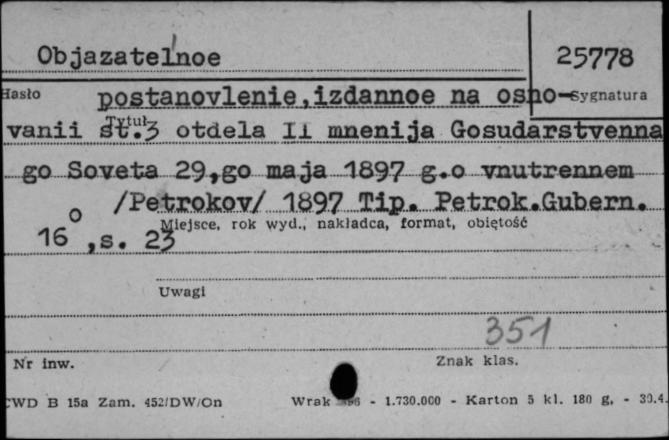 Objazatelnoe
25778
Hasło
postanovlenie,izdannoe na osno-
Sygnatura
vanii st.3 otdela II mnenija Gosudarstvenna
Tytuł
go Soveta 29,go maja 1897 g.o vnutrennem
/Petrokov/ 1897 Tip. Petrok.Gubern.
Miejsce, rok wyd., nakładca, format, obiętość
16o,s. 23
Uwagi
351
Nr inw.
Znak klas.
CWD B 15a Zam. 452/DW/On
- 1.730.000 - Karton 5 kl. 180 g. - 30.4.